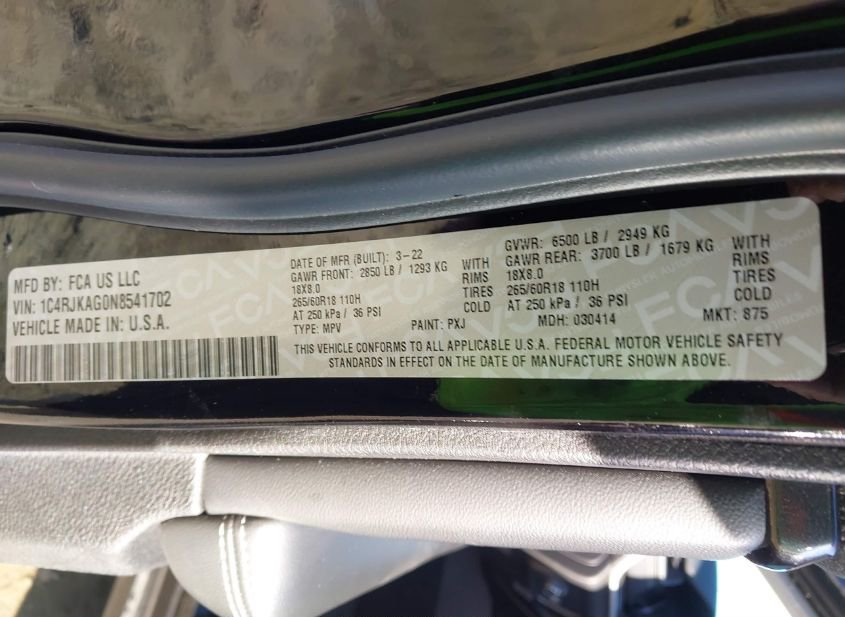 MFD BY: FCA US LLC
VIN: 1C4RJKAG0N8541702
VEHICLE MADE IN: U.S.A.
DATE OF MFR (BUILT): 3-22
GAWR FRONT: 2850 LB / 1293 KG WITH
18X8.0 RIMS
265/60R18 110H TIRES
AT 250 kPa / 36 PSI COLD
TYPE: MPV PAINT: PXJ
GVWR: 6500 LB / 2949 KG
GAWR REAR: 3700 LB / 1679 KG WITH
18X8.0 RIMS
265/60R18 110H TIRES
AT 250 kPa / 36 PSI COLD
MDH: 030414 MKT: 875
THIS VEHICLE CONFORMS TO ALL APPLICABLE U.S.A. FEDERAL MOTOR VEHICLE SAFETY
STANDARDS IN EFFECT ON THE DATE OF MANUFACTURE SHOWN ABOVE.